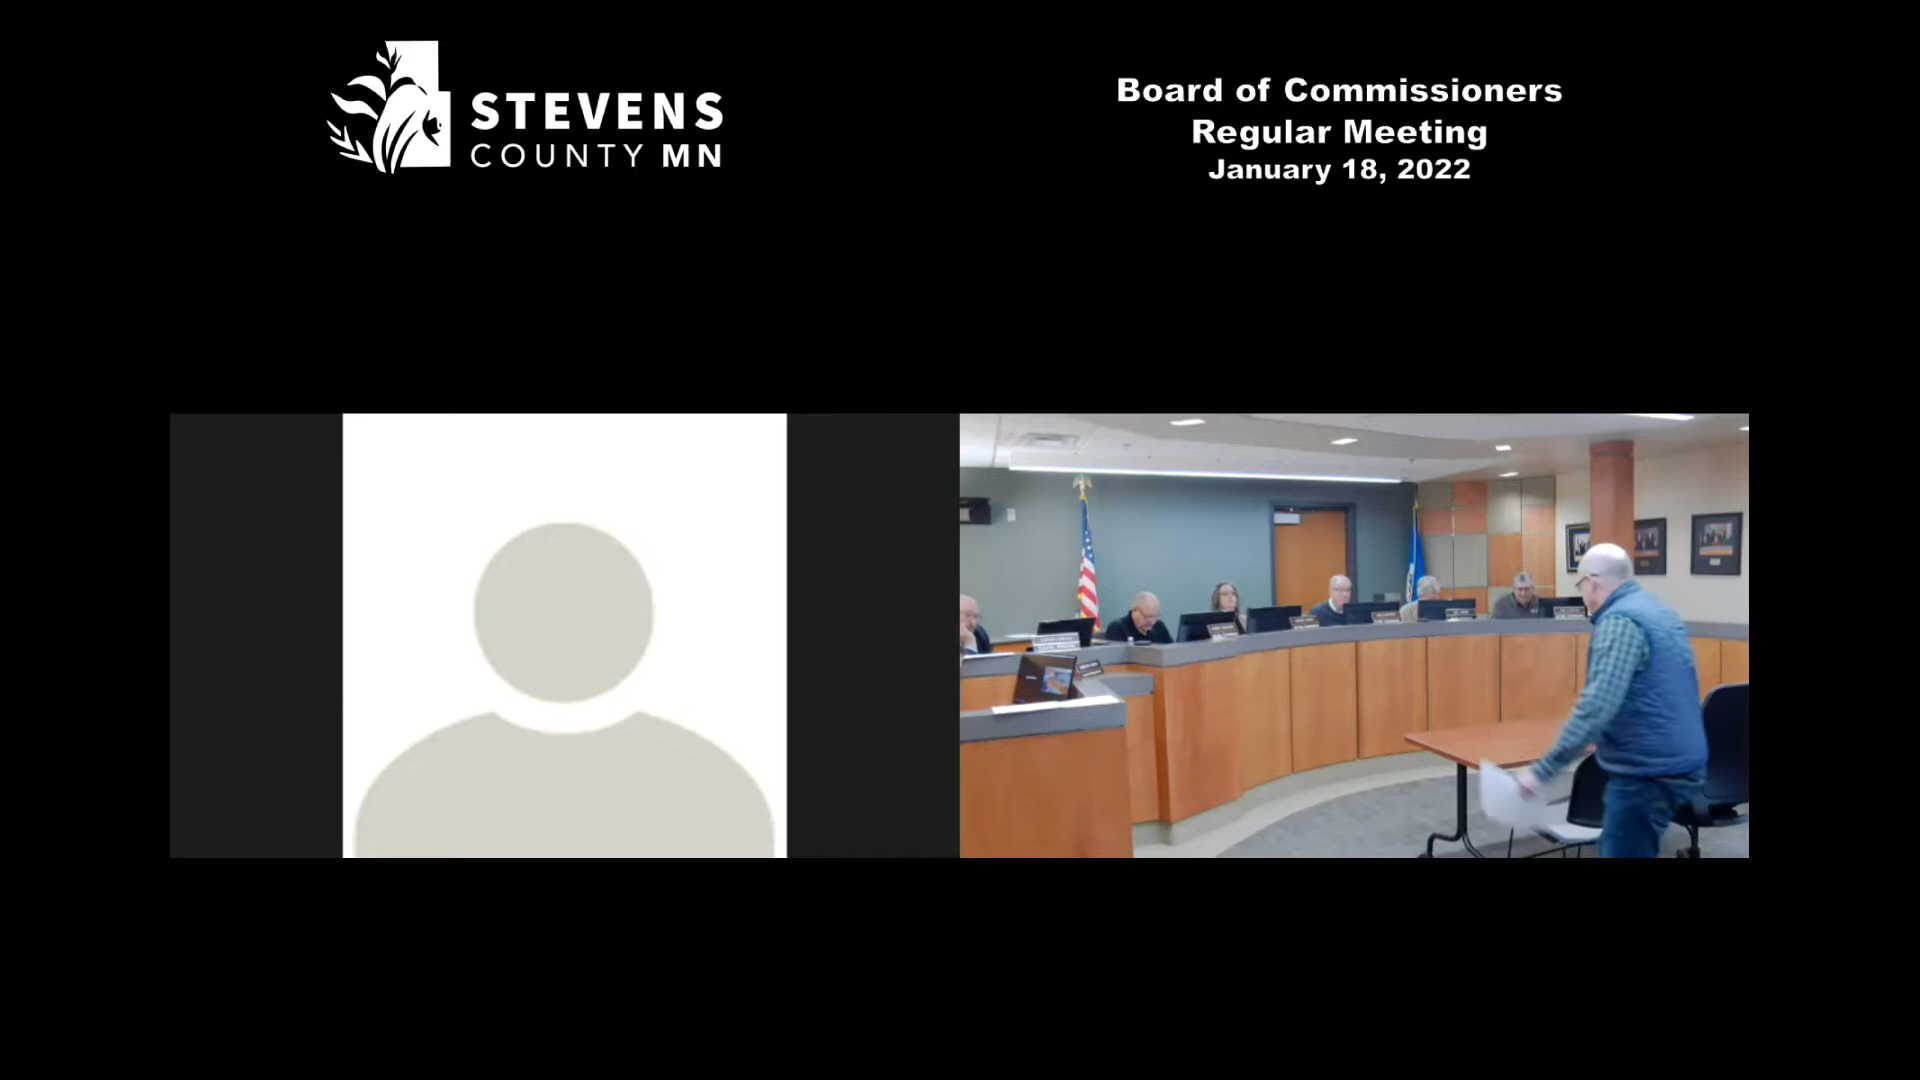 STEVENS
COUNTY MN
Board of Commissioners
Regular Meeting
January 18, 2022